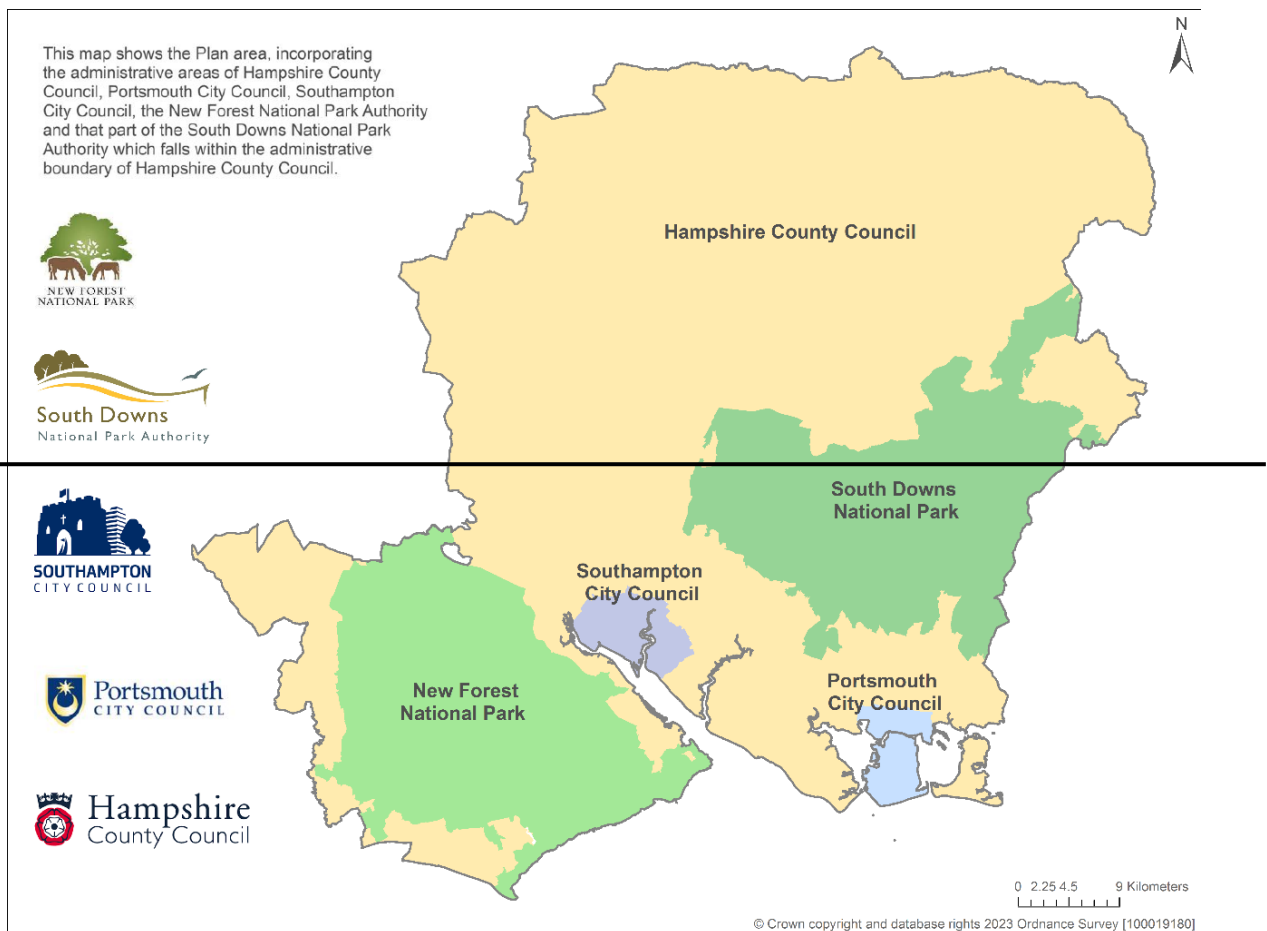 This map shows the Plan area, incorporating
the administrative areas of Hampshire County
Council, Portsmouth City Council, Southampton
City Council, the New Forest National Park Authority
and that part of the South Downs National Park
Authority which falls within the administrative
boundary of Hampshire County Council.
N
NEW FOREST
NATIONAL PARK
South Downs
National Park Authority
SOUTHAMPTON
CITY COUNCIL
Portsmouth
CITY COUNCIL
Hampshire
County Council
Hampshire County Council
South Downs
National Park
Southampton
City Council
New Forest
National Park
Portsmouth
City Council
0 2.25 4.5 9 Kilometers
© Crown copyright and database rights 2023 Ordnance Survey [100019180]